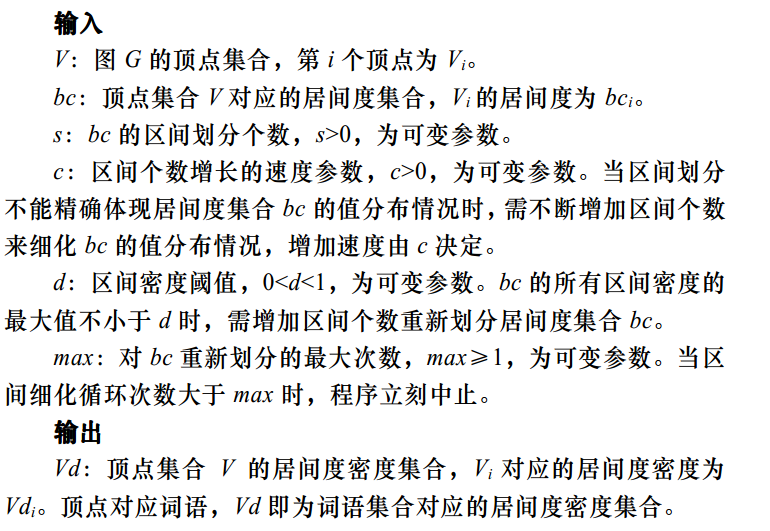 输入
V：图 G 的顶点集合，第 i 个顶点为 Vi。
bc：顶点集合 V 对应的居间度集合，Vi 的居间度为 bci。
s：bc 的区间划分个数，s>0，为可变参数。
c：区间个数增长的速度参数，c>0，为可变参数。当区间划分
不能精确体现居间度集合 bc 的值分布情况时，需不断增加区间个数
来细化 bc 的值分布情况，增加速度由 c 决定。
d：区间密度阈值，0<d<1，为可变参数。bc 的所有区间密度的
最大值不小于 d 时，需增加区间个数重新划分居间度集合 bc。
max：对 bc 重新划分的最大次数，max≥1，为可变参数。当区
间细化循环次数大于 max 时，程序立刻中止。
输出
Vd：顶点集合 V 的居间度密度集合，Vi 对应的居间度密度为
Vdi。顶点对应词语，Vd 即为词语集合对应的居间度密度集合。